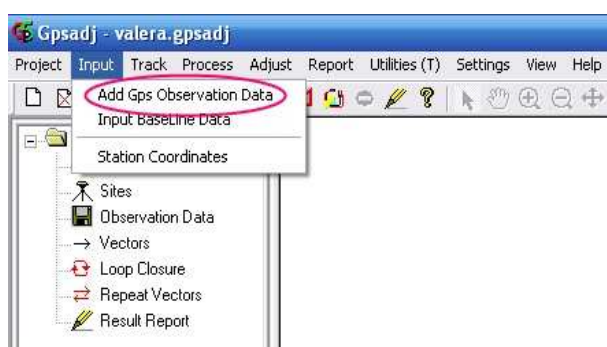 Gpsadj - valera.gpsadj
Project Input Track Process Adjust Report Utilities (T) Settings View Help
Add Gps Observation Data
Input BaseLine Data
Station Coordinates
Sites
Observation Data
Vectors
Loop Closure
Repeat Vectors
Result Report